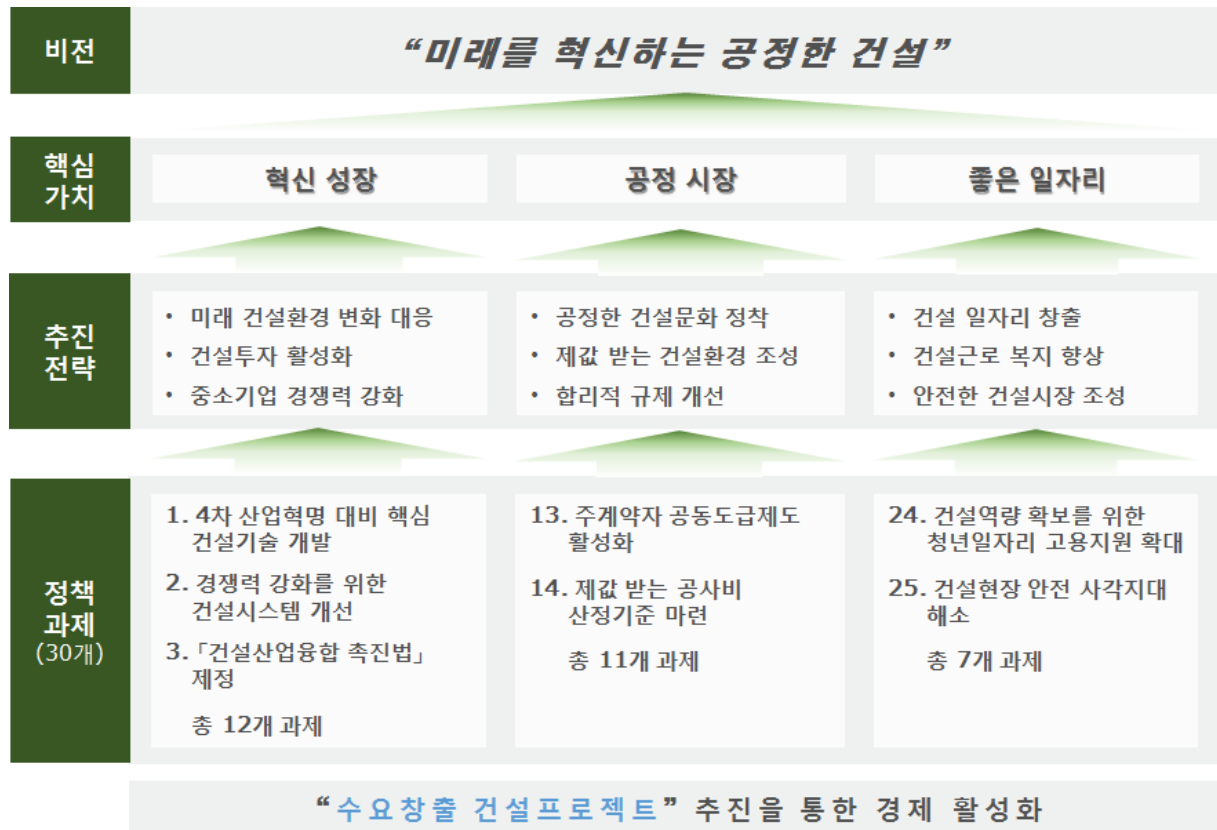 비전
“미래를 혁신하는 공정한 건설”
핵심
가치
혁신 성장
공정 시장
좋은 일자리
추진
전략
• 미래 건설환경 변화 대응
• 건설투자 활성화
• 중소기업 경쟁력 강화
• 공정한 건설문화 정착
• 제값 받는 건설환경 조성
• 합리적 규제 개선
• 건설 일자리 창출
• 건설근로 복지 향상
• 안전한 건설시장 조성
정책
과제
(30개)
1. 4차 산업혁명 대비 핵심
건설기술 개발
2. 경쟁력 강화를 위한
건설시스템 개선
3. 「건설산업융합 촉진법」
제정
총 12개 과제
13. 주계약자 공동도급제도
활성화
14. 제값 받는 공사비
산정기준 마련
총 11개 과제
24. 건설역량 확보를 위한
청년일자리 고용지원 확대
25. 건설현장 안전 사각지대
해소
총 7개 과제
“수요창출 건설프로젝트” 추진을 통한 경제 활성화